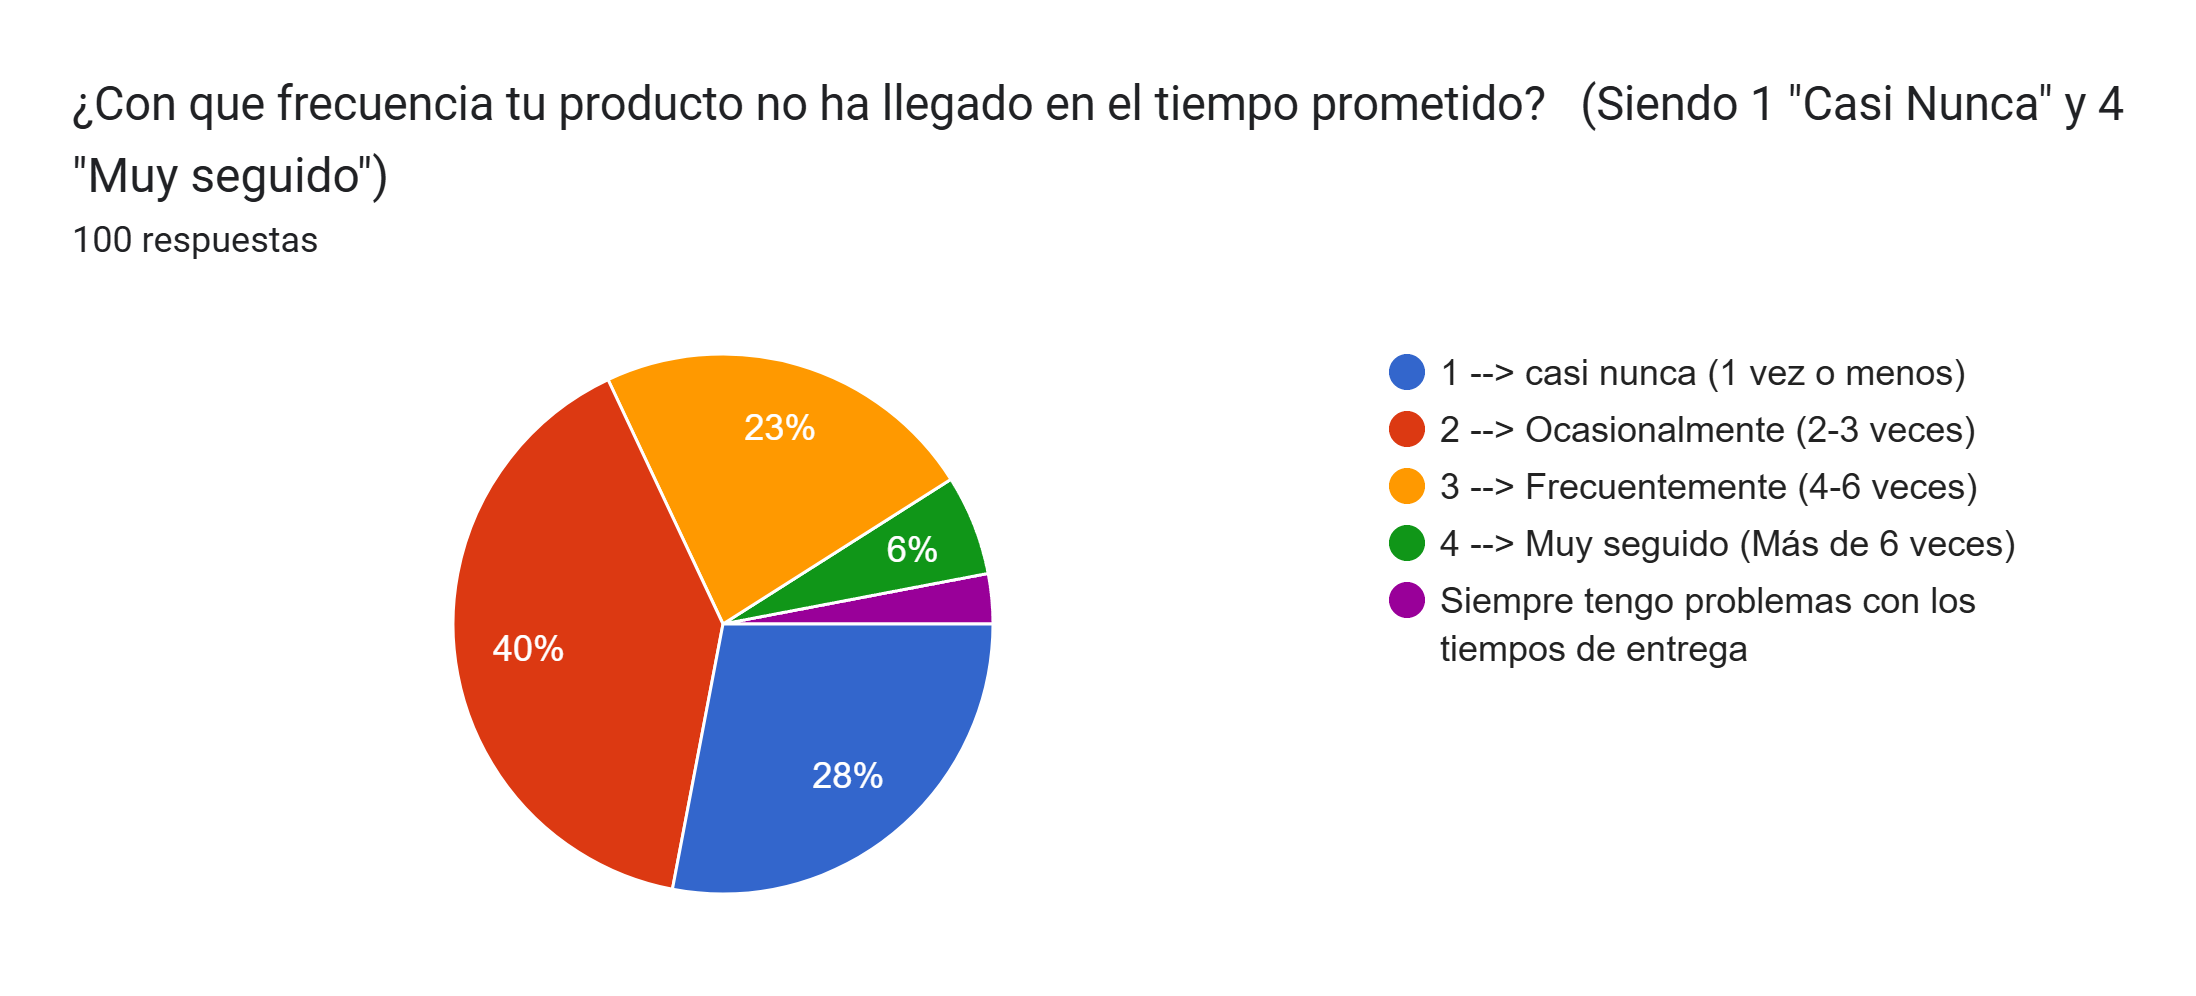 ¿Con que frecuencia tu producto no ha llegado en el tiempo prometido?   (Siendo 1 "Casi Nunca" y 4
"Muy seguido")
100 respuestas
23%
6%
40%
28%
1 --> casi nunca (1 vez o menos)
2 --> Ocasionalmente (2-3 veces)
3 --> Frecuentemente (4-6 veces)
4 --> Muy seguido (Más de 6 veces)
Siempre tengo problemas con los
tiempos de entrega